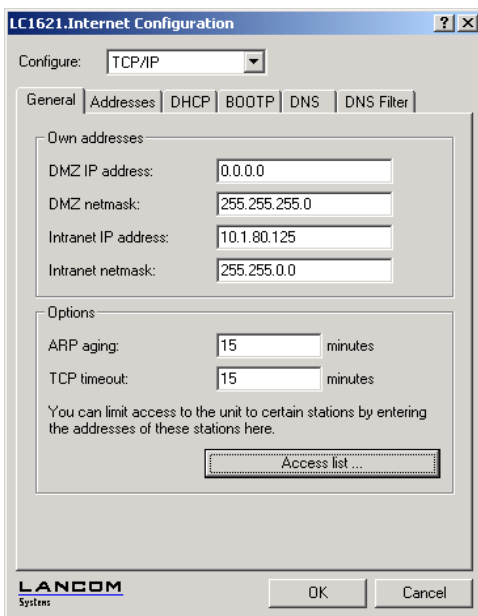 LC1621.Internet Configuration
Configure: TCP/IP
General Addresses DHCP BOOTP DNS DNS Filter
Own addresses
DMZ IP address: 0.0.0.0
DMZ netmask: 255.255.255.0
Intranet IP address: 10.1.80.125
Intranet netmask: 255.255.0.0
Options
ARP aging: 15 minutes
TCP timeout: 15 minutes
You can limit access to the unit to certain stations by entering
the addresses of these stations here.
Access list ...
LANCOM
Systems
OK Cancel